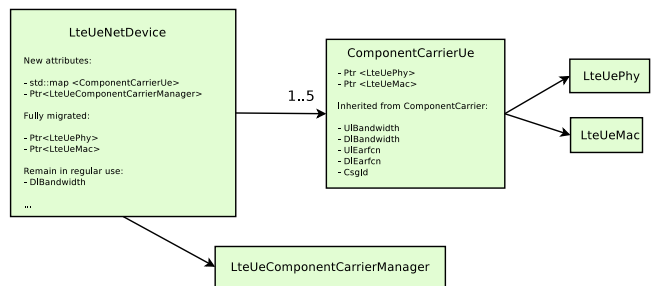 LteUeNetDevice
New attributes:
- std::map <ComponentCarrierUe>
- Ptr<LteUeComponentCarrierManager>
Fully migrated:
- Ptr<LteUePhy>
- Ptr<LteUeMac>
Remain in regular use:
- DlBandwidth
...
1..5
ComponentCarrierUe
- Ptr <LteUePhy>
- Ptr <LteUeMac>
Inherited from ComponentCarrier:
- UlBandwidth
- DlBandwidth
- UlEarfcn
- DlEarfcn
- CsgId
LteUePhy
LteUeMac
LteUeComponentCarrierManager